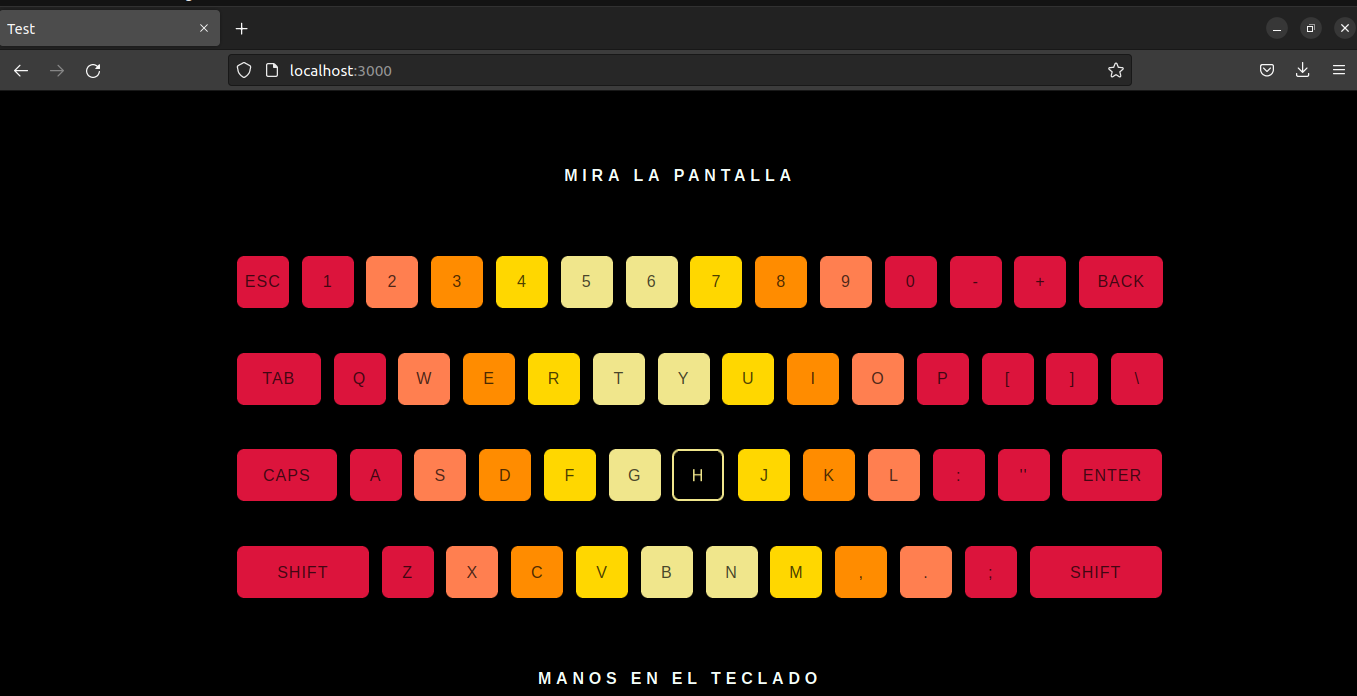 Test
localhost:3000
MIRA LA PANTALLA
ESC 1 2 3 4 5 6 7 8 9 0 - + BACK
TAB Q W E R T Y U I O P [ ] \
CAPS A S D F G H J K L : '' ENTER
SHIFT Z X C V B N M , . ; SHIFT
MANOS EN EL TECLADO